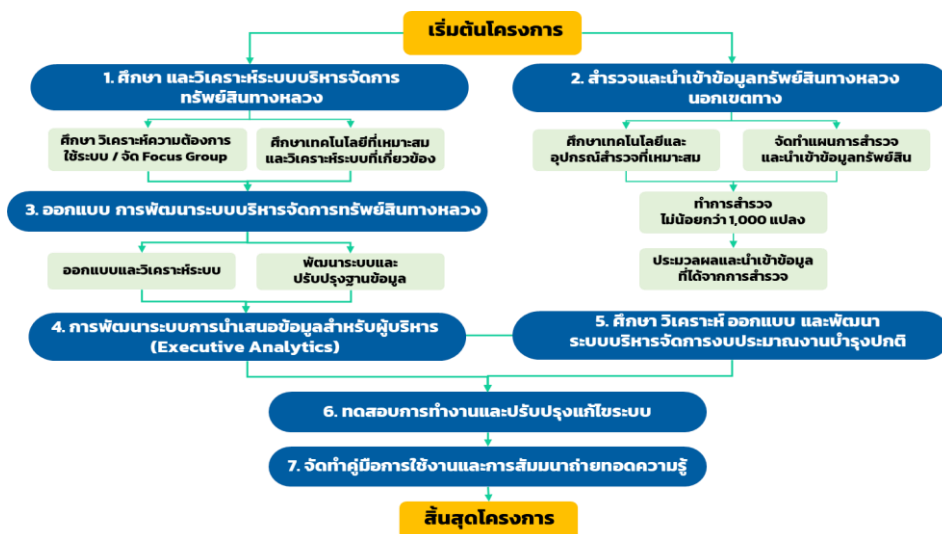 เริ่มต้นโครงการ
1. ศึกษา และวิเคราะห์ระบบบริหารจัดการ
ทรัพย์สินทางหลวง
2. สำรวจและนำเข้าข้อมูลทรัพย์สินทางหลวง
นอกเขตทาง
ศึกษา วิเคราะห์ความต้องการ
ใช้ระบบ / จัด Focus Group
ศึกษาเทคโนโลยีที่เหมาะสม
และวิเคราะห์ระบบที่เกี่ยวข้อง
ศึกษาเทคโนโลยีและ
อุปกรณ์สำรวจที่เหมาะสม
จัดทำแผนการสำรวจ
และนำเข้าข้อมูลทรัพย์สิน
3. ออกแบบ การพัฒนาระบบบริหารจัดการทรัพย์สินทางหลวง
ทำการสำรวจ
ไม่น้อยกว่า 1,000 แปลง
ออกแบบและวิเคราะห์ระบบ
พัฒนาระบบและ
ปรับปรุงฐานข้อมูล
ประมวลผลและนำเข้าข้อมูล
ที่ได้จากการสำรวจ
4. การพัฒนาระบบการนำเสนอข้อมูลสำหรับผู้บริหาร
(Executive Analytics)
5. ศึกษา วิเคราะห์ ออกแบบ และพัฒนา
ระบบบริหารจัดการงบประมาณงานบำรุงปกติ
6. ทดสอบการทำงานและปรับปรุงแก้ไขระบบ
7. จัดทำคู่มือการใช้งานและการสัมมนาถ่ายทอดความรู้
สิ้นสุดโครงการ